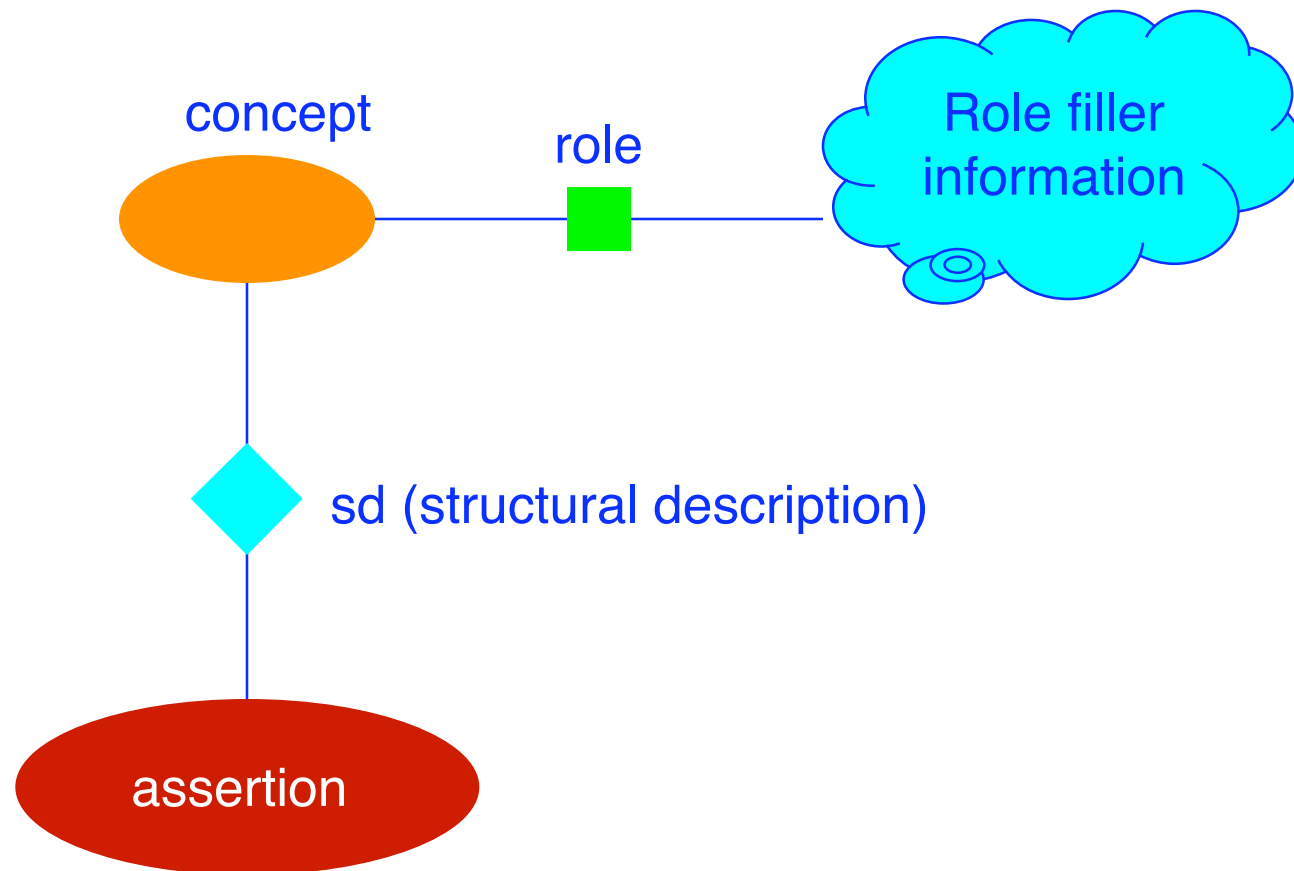 concept
role
Role filler
information
sd (structural description)
assertion